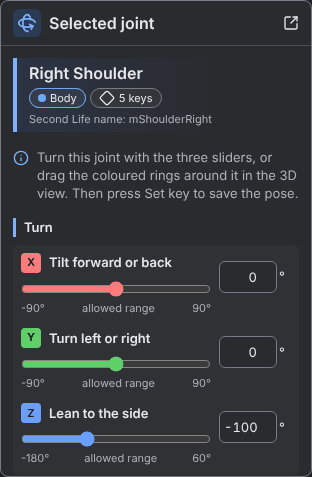 Selected joint
Right Shoulder
Body
5 keys
Second Life name: mShoulderRight
Turn this joint with the three sliders, or
drag the coloured rings around it in the 3D
view. Then press Set key to save the pose.
Turn
X Tilt forward or back
0 °
-90° allowed range 90°
Y Turn left or right
0 °
-90° allowed range 90°
Z Lean to the side
-100 °
-180° allowed range 60°